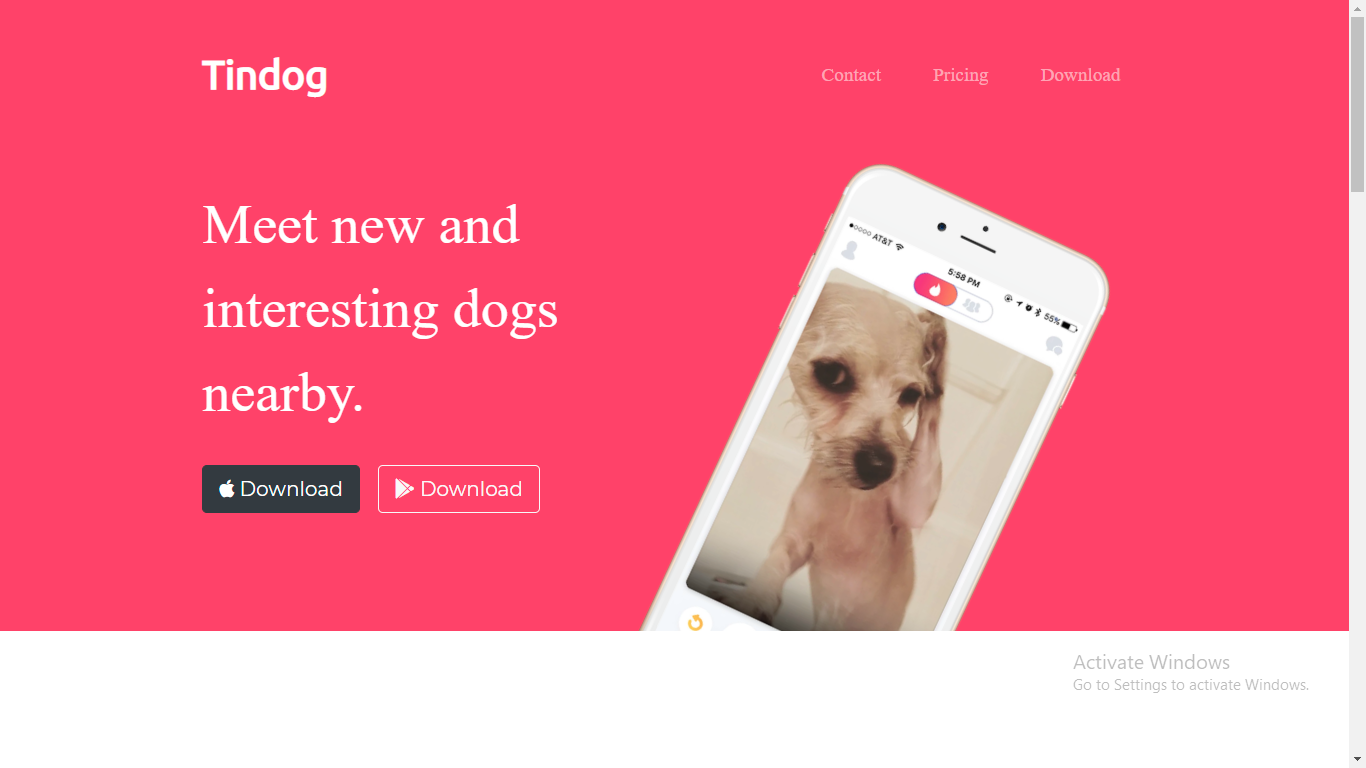 Tindog
Contact
Pricing
Download
Meet new and
interesting dogs
nearby.
Download
Download
AT&T
5:58 PM
55%
Activate Windows
Go to Settings to activate Windows.